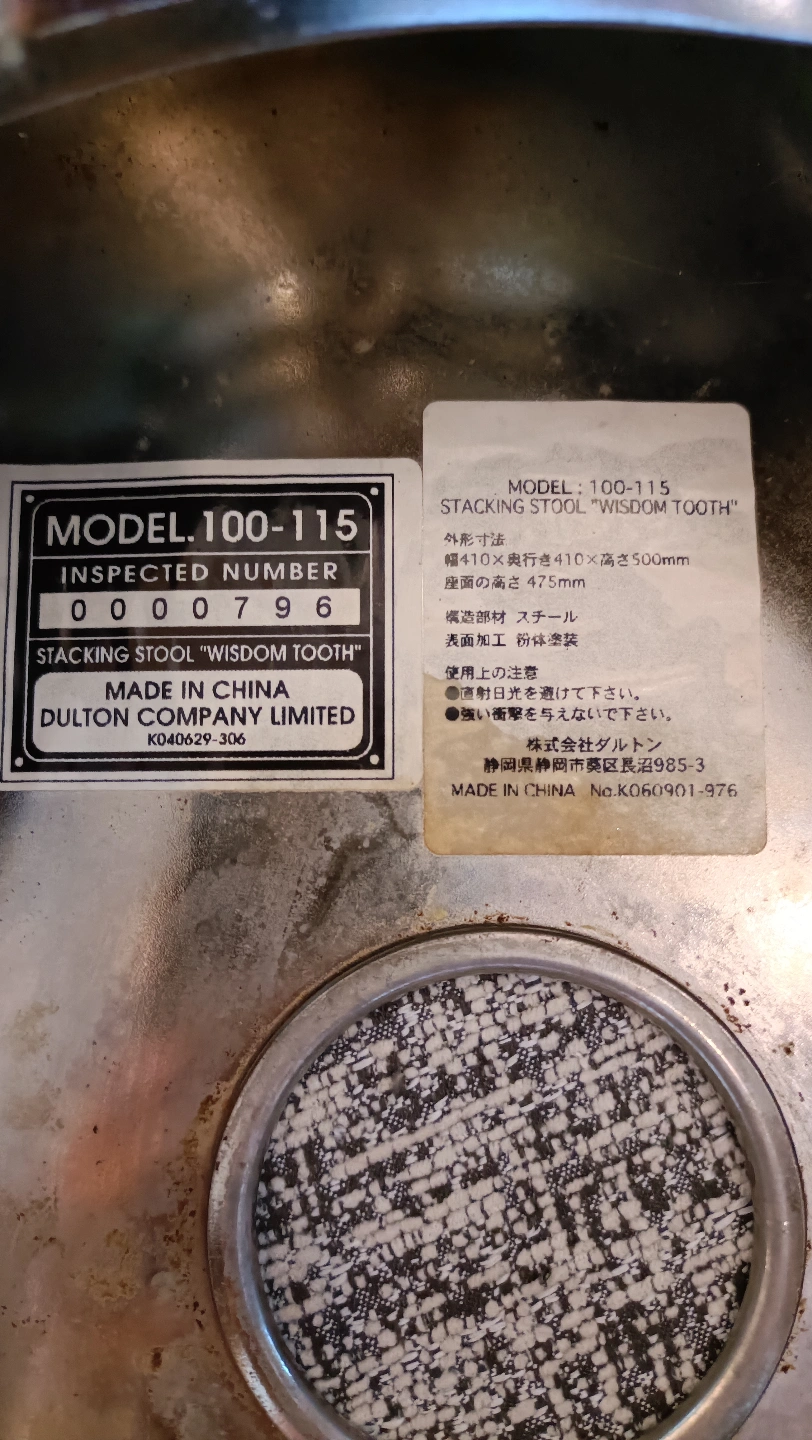 MODEL.100-115
INSPECTED NUMBER
0000796
STACKING STOOL "WISDOM TOOTH"
MADE IN CHINA
DULTON COMPANY LIMITED
K040629-306
MODEL : 100-115
STACKING STOOL "WISDOM TOOTH"
外形寸法
幅410×奥行き410×高さ500mm
座面の高さ 475mm
構造部材 スチール
表面加工 粉体塗装
使用上の注意
●直射日光を避けて下さい。
●強い衝撃を与えないで下さい。
株式会社ダルトン
静岡県静岡市葵区長沼985-3
MADE IN CHINA No.K060901-976